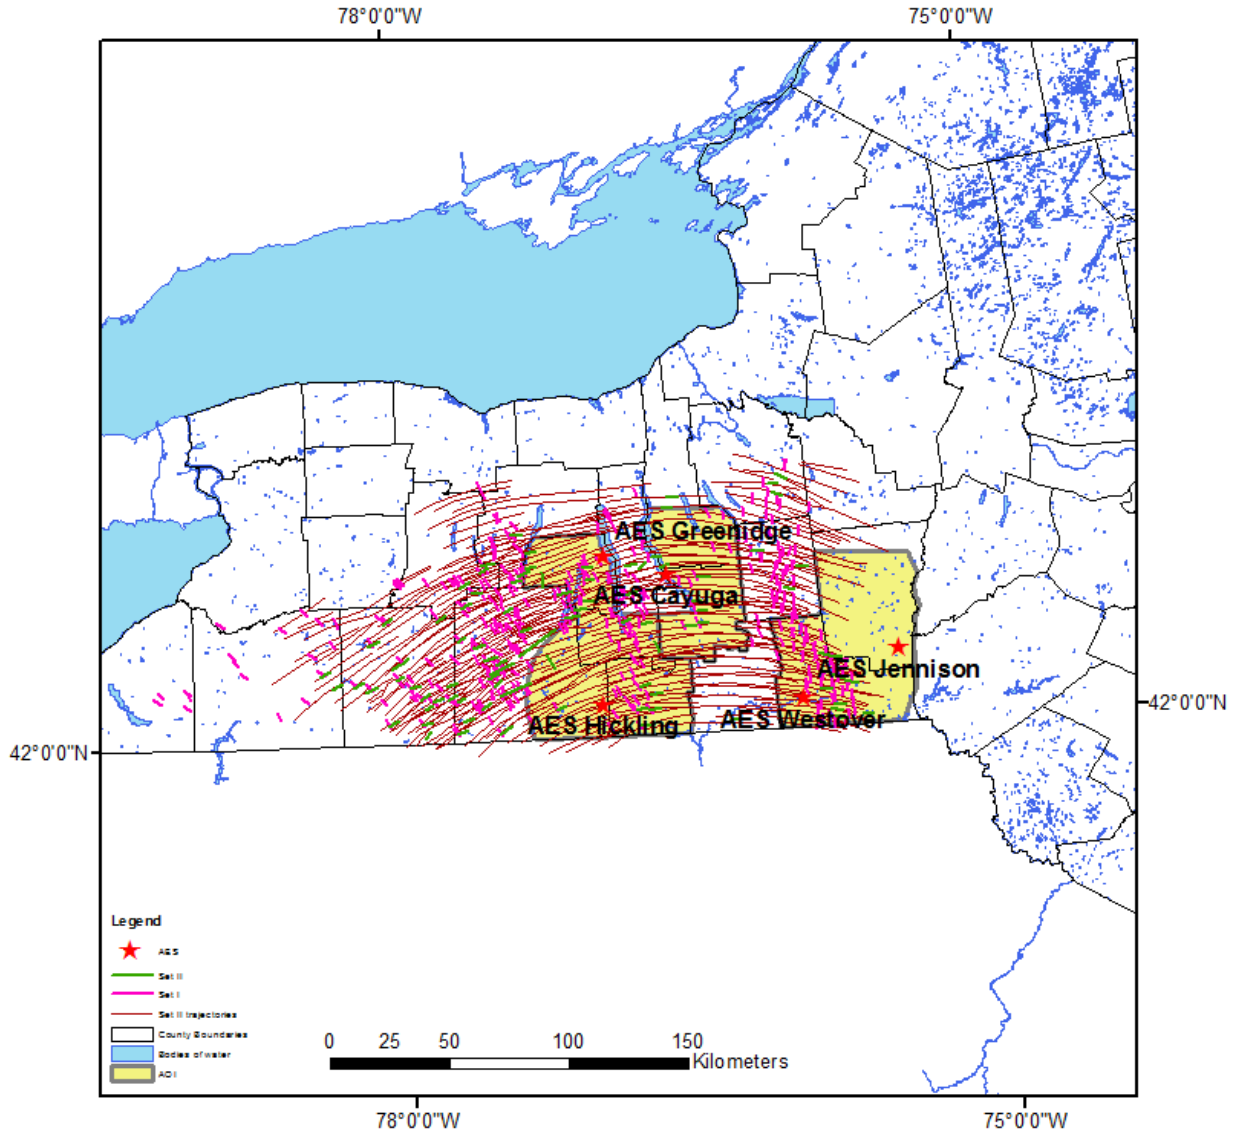 78°0'0"W 75°0'0"W
AES Greenidge
AES Cayuga
AES Jennison
42°0'0"N
AES Hickling AES Westover
42°0'0"N
Legend
AES
Set II
Set I
Set II trajectories
County Boundaries
Bodies of water
AOI
0 25 50 100 150
Kilometers
78°0'0"W 75°0'0"W